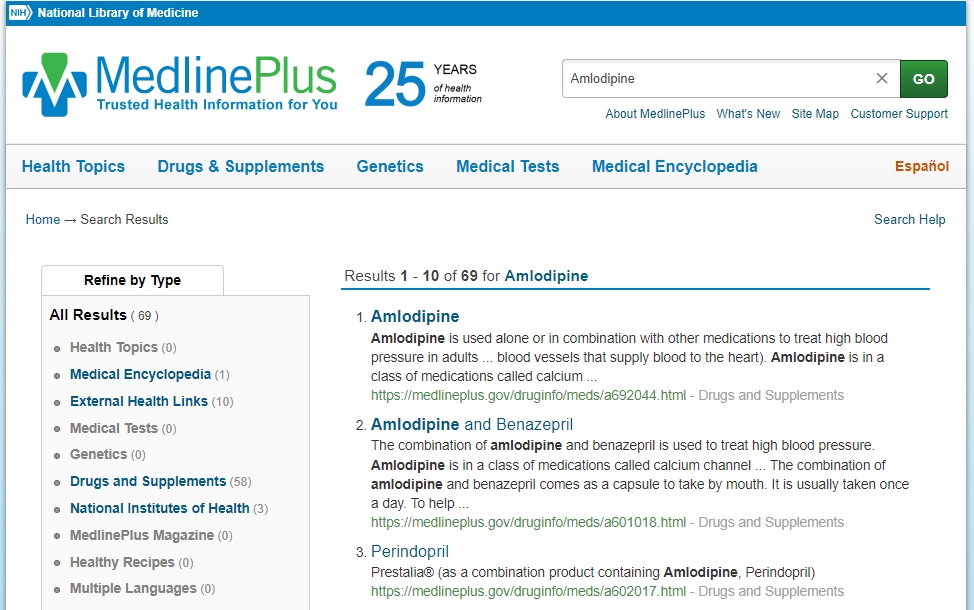 NIH National Library of Medicine
MedlinePlus
Trusted Health Information for You
25 YEARS
of health
information
Amlodipine × GO
About MedlinePlus What's New Site Map Customer Support
Health Topics Drugs & Supplements Genetics Medical Tests Medical Encyclopedia Español
Home → Search Results Search Help
Refine by Type
All Results ( 69 )
Health Topics (0)
Medical Encyclopedia (1)
External Health Links (10)
Medical Tests (0)
Genetics (0)
Drugs and Supplements (58)
National Institutes of Health (3)
MedlinePlus Magazine (0)
Healthy Recipes (0)
Multiple Languages (0)
Results 1 - 10 of 69 for Amlodipine
1. Amlodipine
Amlodipine is used alone or in combination with other medications to treat high blood
pressure in adults ... blood vessels that supply blood to the heart). Amlodipine is in a
class of medications called calcium ...
https://medlineplus.gov/druginfo/meds/a692044.html - Drugs and Supplements
2. Amlodipine and Benazepril
The combination of amlodipine and benazepril is used to treat high blood pressure.
Amlodipine is in a class of medications called calcium channel ... The combination of
amlodipine and benazepril comes as a capsule to take by mouth. It is usually taken once
a day. To help ...
https://medlineplus.gov/druginfo/meds/a601018.html - Drugs and Supplements
3. Perindopril
Prestalia® (as a combination product containing Amlodipine, Perindopril)
https://medlineplus.gov/druginfo/meds/a602017.html - Drugs and Supplements